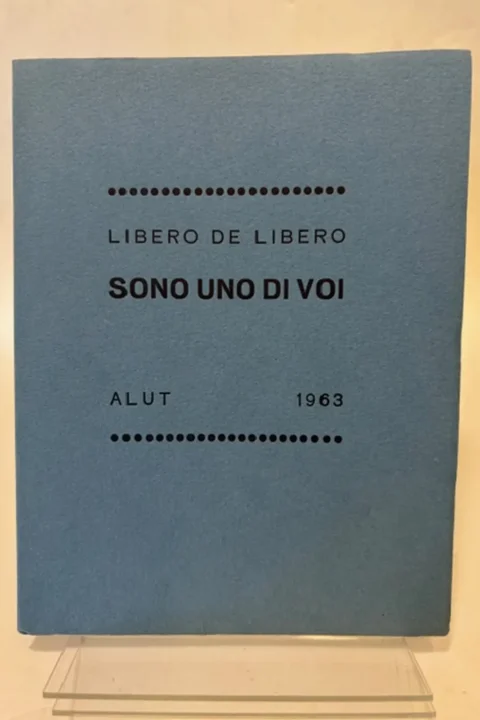 LIBERO DE LIBERO
SONO UNO DI VOI
ALUT 1963